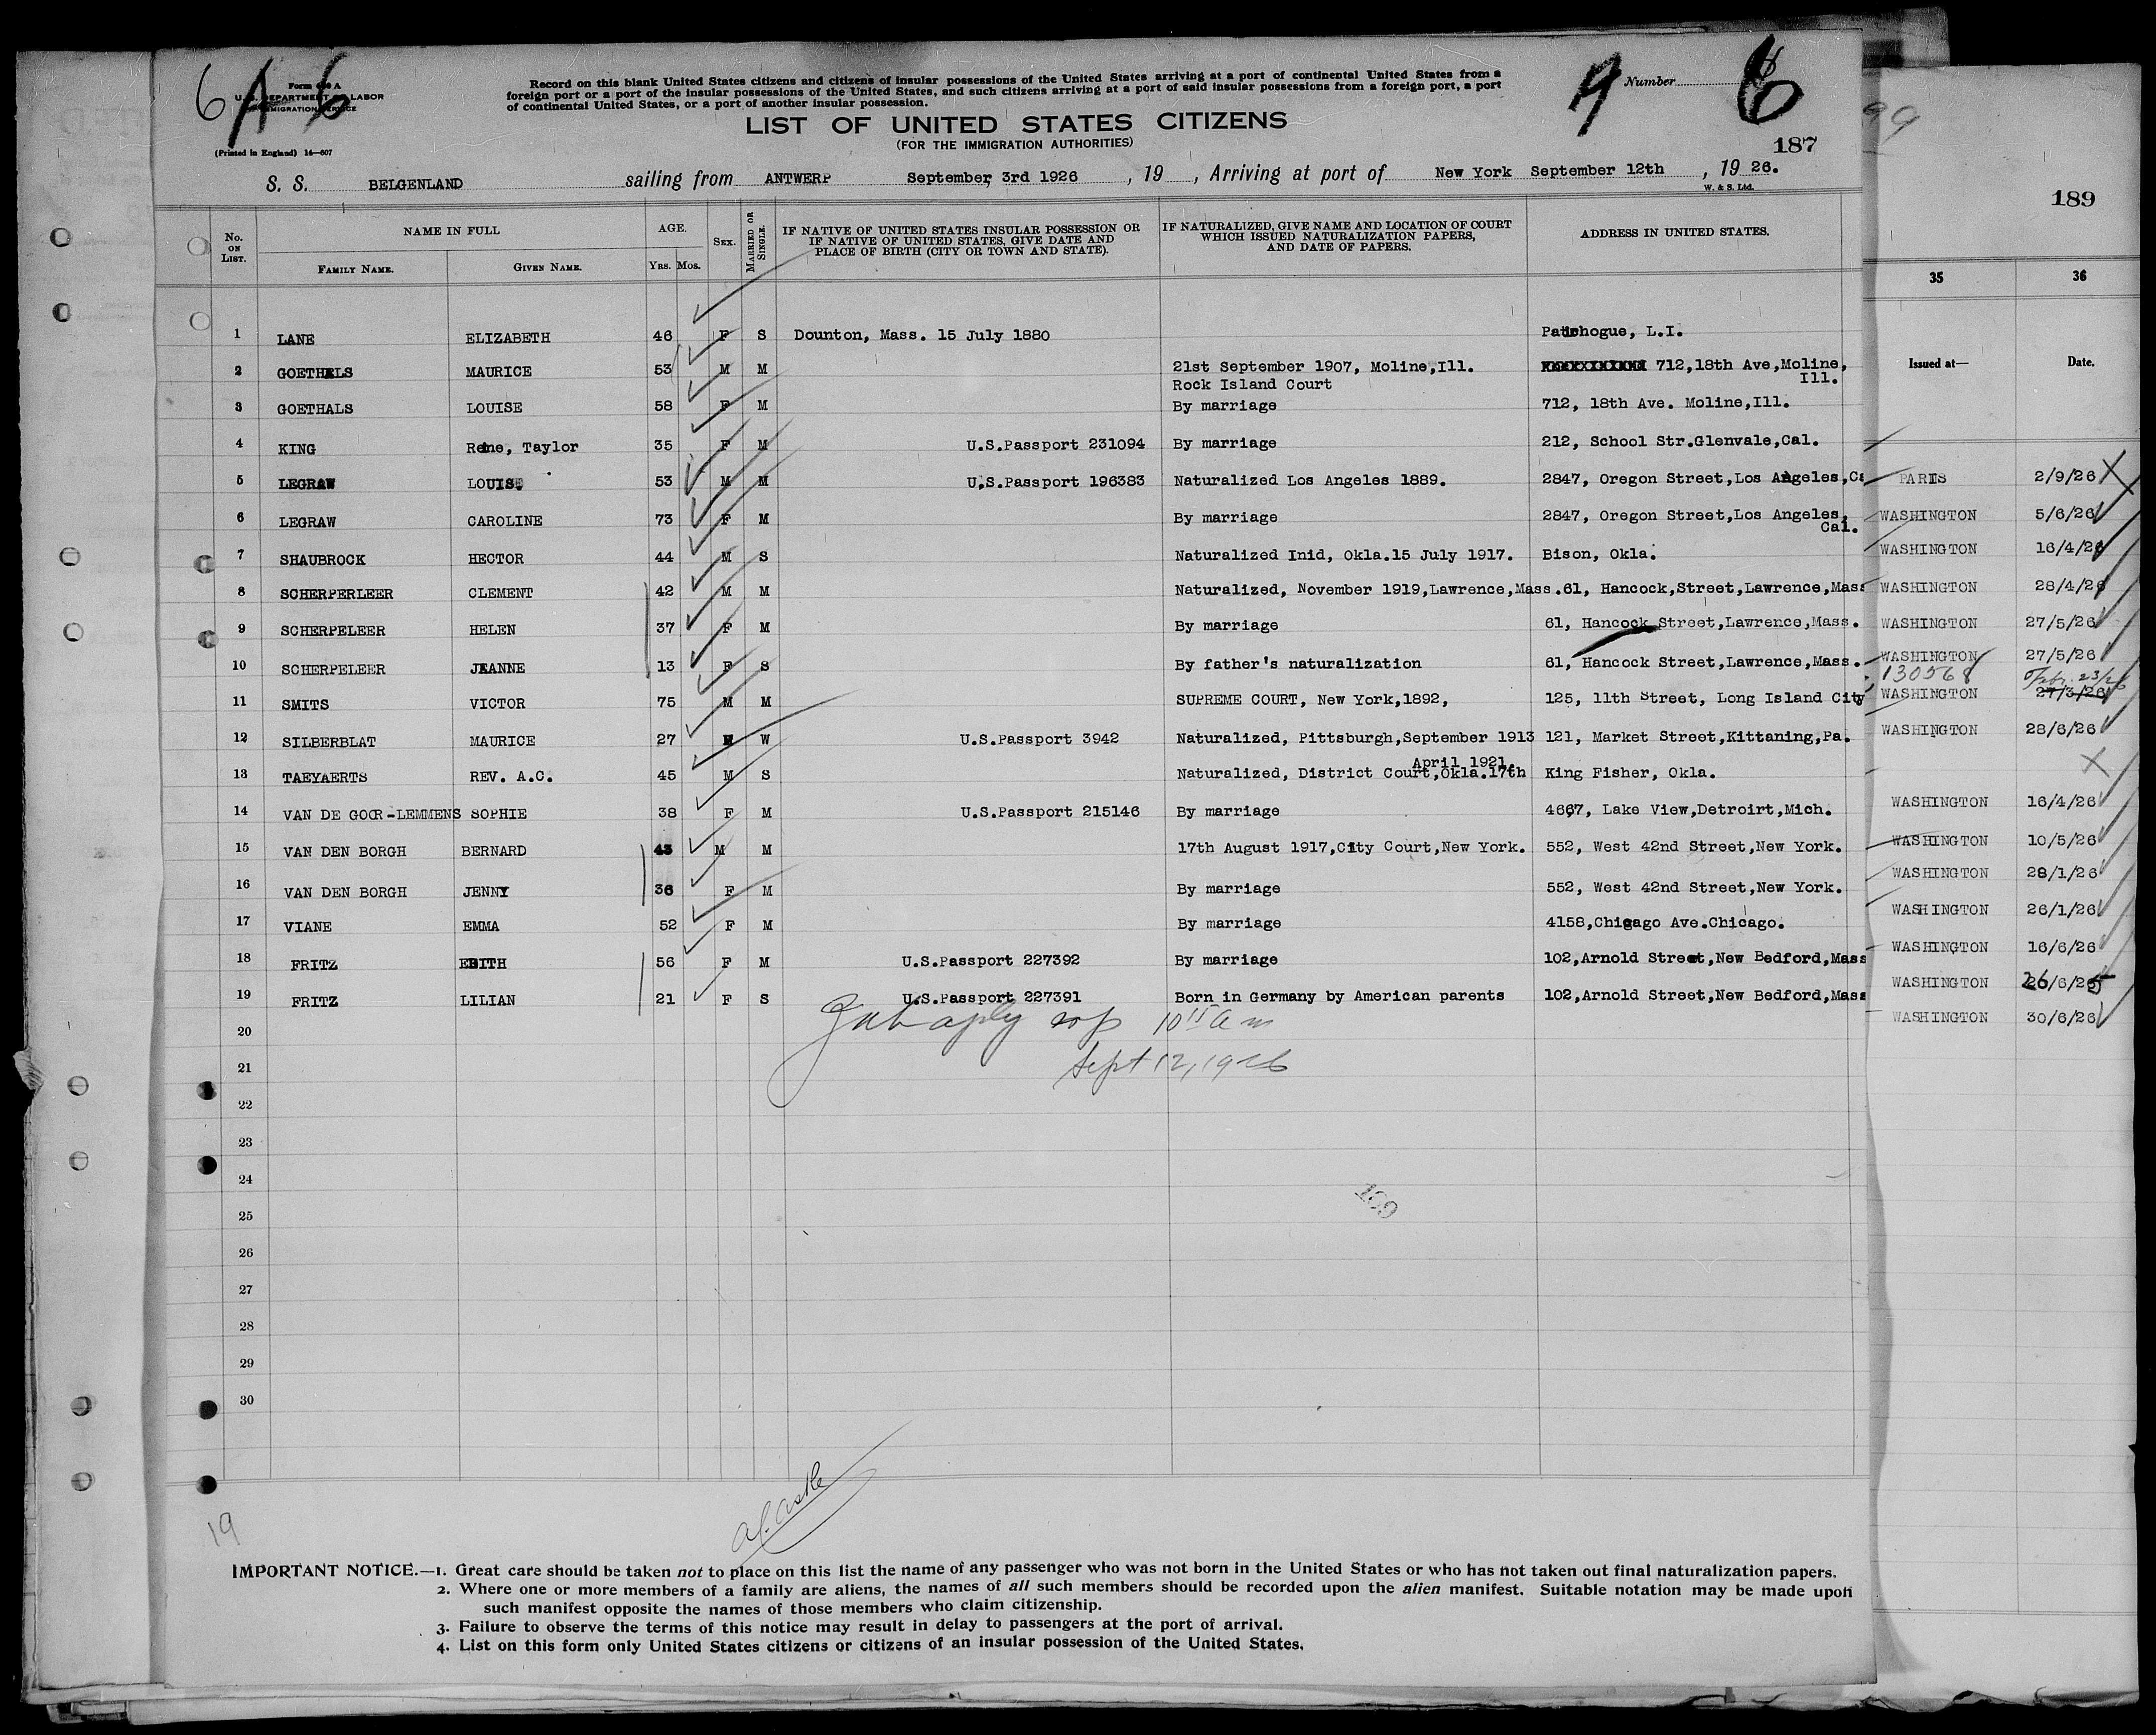 6 A 6
Form 630 A
U. S. DEPARTMENT OF LABOR
IMMIGRATION SERVICE
(Printed in England) 14—607
Record on this blank United States citizens and citizens of insular possessions of the United States arriving at a port of continental United States from a
foreign port or a port of the insular possessions of the United States, and such citizens arriving at a port of said insular possessions from a foreign port, a port
of continental United States, or a port of another insular possession.
9 Number 6
LIST OF UNITED STATES CITIZENS
(FOR THE IMMIGRATION AUTHORITIES)
187
S. S. BELGENLAND sailing from ANTWERP September, 3rd 1926, 19 , Arriving at port of New York September 12th, 19 26.
W. & S. Ltd.
No. ON LIST. NAME IN FULL AGE. SEX. MARRIED OR SINGLE. IF NATIVE OF UNITED STATES INSULAR POSSESSION OR IF NATIVE OF UNITED STATES, GIVE DATE AND PLACE OF BIRTH (CITY OR TOWN AND STATE). IF NATURALIZED, GIVE NAME AND LOCATION OF COURT WHICH ISSUED NATURALIZATION PAPERS, AND DATE OF PAPERS. ADDRESS IN UNITED STATES.
FAMILY NAME. GIVEN NAME. YRS. MOS.
1 LANE ELIZABETH 46 F S Dounton, Mass. 15 July 1880 Patchogue, L.I.
2 GOETHALS MAURICE 53 M M 21st September 1907, Moline,Ill. 712,18th Ave,Moline,
Rock Island Court Ill.
3 GOETHALS LOUISE 58 F M By marriage 712, 18th Ave. Moline,Ill.
4 KING Rene, Taylor 35 F M U.S.Passport 231094 By marriage 212, School Str.Glenvale,Cal.
5 LEGRAW LOUIS. 53 M M U.S.Passport 196383 Naturalized Los Angeles 1889. 2847, Oregon Street,Los Angeles,Ca
6 LEGRAW CAROLINE 73 F M By marriage 2847, Oregon Street,Los Angeles,
Cal.
7 SHAUBROCK HECTOR 44 M S Naturalized Inid, Okla.15 July 1917. Bison, Okla.
8 SCHERPERLEER CLEMENT 42 M M Naturalized, November 1919,Lawrence,Mass.61, Hancock,Street,Lawrence,Mass
9 SCHERPELEER HELEN 37 F M By marriage 61, Hancock Street,Lawrence,Mass.
10 SCHERPELEER JEANNE 13 F S By father's naturalization 61, Hancock Street,Lawrence,Mass.
11 SMITS VICTOR 75 M M SUPREME COURT, New York,1892, 125, 11th Street, Long Island City
12 SILBERBLAT MAURICE 27 M W U.S.Passport 3942 Naturalized, Pittsburgh,September 1913 121, Market Street,Kittaning,Pa.
April 1921.
13 TAEYAERTS REV. A.C. 45 M S Naturalized, District Court,Okla.17th King Fisher, Okla.
14 VAN DE GOOR-LEMMENS SOPHIE 38 F M U.S.Passport 215146 By marriage 4667, Lake View,Detroirt,Mich.
15 VAN DEN BORGH BERNARD 43 M M 17th August 1917,City Court,New York. 552, West 42nd Street,New York.
16 VAN DEN BORGH JENNY 36 F M By marriage 552, West 42nd Street,New York.
17 VIANE EMMA 52 F M By marriage 4158,Chicago Ave.Chicago.
18 FRITZ EDITH 56 F M U.S.Passport 227392 By marriage 102,Arnold Street,New Bedford,Mass
19 FRITZ LILIAN 21 F S U.S.Passport 227391 Born in Germany by American parents 102,Arnold Street,New Bedford,Mass
20
10 15 a m
21
Sept 12, 1926
22
23
24
25
26
27
28
29
30
19
IMPORTANT NOTICE.—1. Great care should be taken not to place on this list the name of any passenger who was not born in the United States or who has not taken out final naturalization papers.
2. Where one or more members of a family are aliens, the names of all such members should be recorded upon the alien manifest. Suitable notation may be made upon
such manifest opposite the names of those members who claim citizenship.
3. Failure to observe the terms of this notice may result in delay to passengers at the port of arrival.
4. List on this form only United States citizens or citizens of an insular possession of the United States.
99
189
35 36
Issued at— Date.
PARIS 2/9/26
WASHINGTON 5/6/26
WASHINGTON 16/4/26
WASHINGTON 28/4/26
WASHINGTON 27/5/26
WASHINGTON 27/5/26
130568 23/26
WASHINGTON 27/3/26
WASHINGTON 28/6/26
WASHINGTON 16/4/26
WASHINGTON 10/5/26
WASHINGTON 28/1/26
WASHINGTON 26/1/26
WASHINGTON 16/6/26
WASHINGTON 26/6/25
WASHINGTON 30/6/26